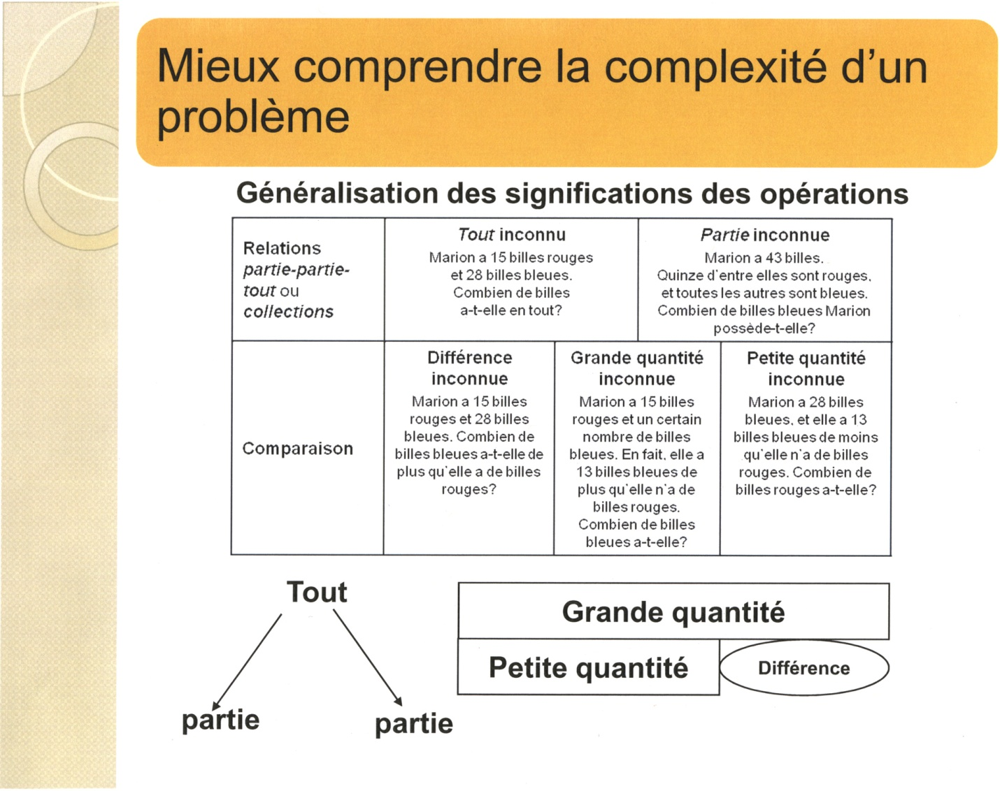 Mieux comprendre la complexité d'un
problème
Généralisation des significations des opérations
Relations
partie-partie-
tout ou
collections
Tout inconnu
Marion a 15 billes rouges
et 28 billes bleues.
Combien de billes
a-t-elle en tout?
Partie inconnue
Marion a 43 billes.
Quinze d'entre elles sont rouges,
et toutes les autres sont bleues.
Combien de billes bleues Marion
possède-t-elle?
Comparaison
Différence
inconnue
Marion a 15 billes
rouges et 28 billes
bleues. Combien de
billes bleues a-t-elle de
plus qu'elle a de billes
rouges?
Grande quantité
inconnue
Marion a 15 billes
rouges et un certain
nombre de billes
bleues. En fait, elle a
13 billes bleues de
plus qu'elle n'a de
billes rouges.
Combien de billes
bleues a-t-elle?
Petite quantité
inconnue
Marion a 28 billes
bleues, et elle a 13
billes bleues de moins
qu'elle n'a de billes
rouges. Combien de
billes rouges a-t-elle?
Tout
partie
partie
Grande quantité
Petite quantité
Différence